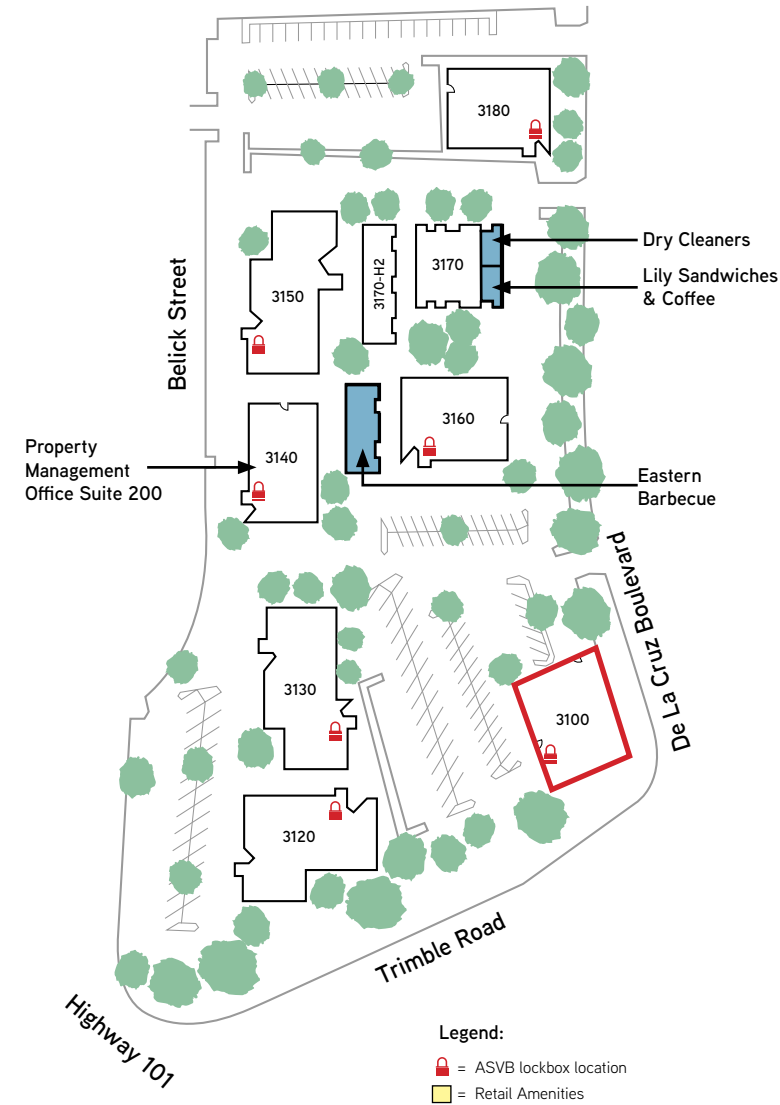 3180
Dry Cleaners
3170
Lily Sandwiches
& Coffee
3170-H2
3150
Belick Street
3160
3140
Property
Management
Office Suite 200
Eastern
Barbecue
De La Cruz Boulevard
3130
3100
3120
Trimble Road
Highway 101
Legend:
= ASVB lockbox location
= Retail Amenities